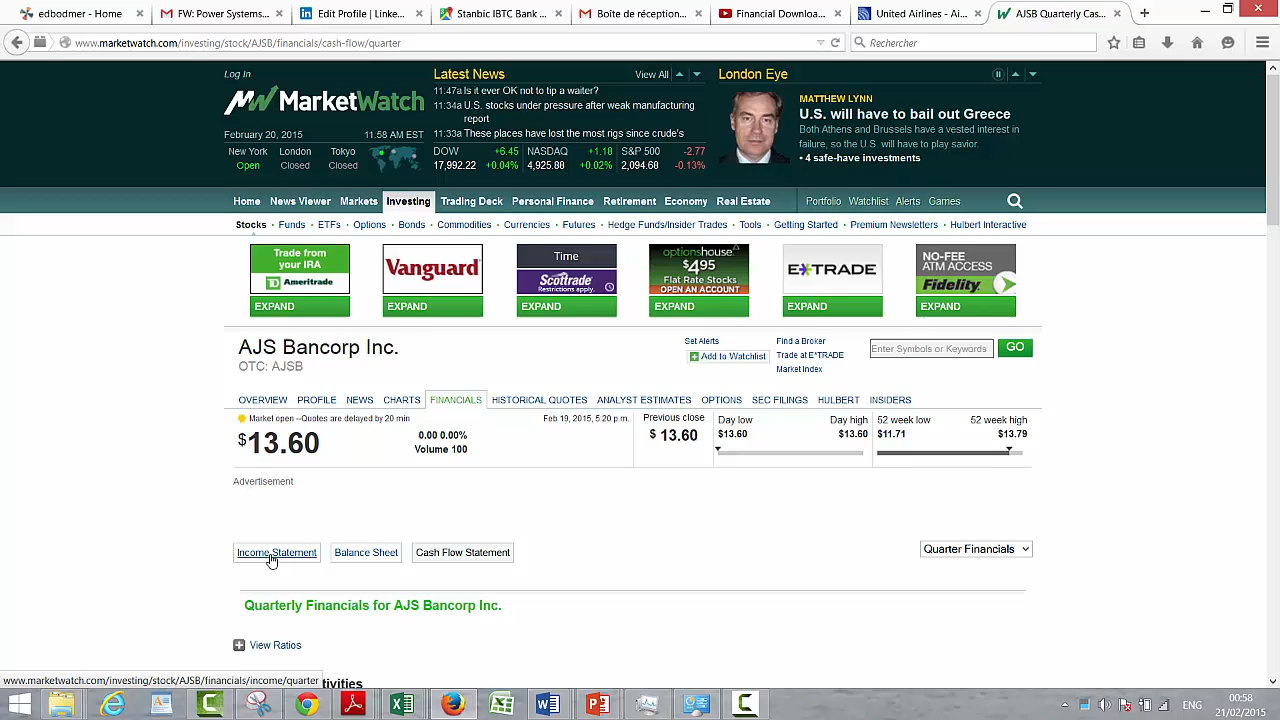 edbodmer - Home
FW: Power Systems...
Edit Profile | Linke...
Stanbic IBTC Bank ...
Boîte de réception...
Financial Downloa...
United Airlines - Ai...
AJSB Quarterly Cas...
www.marketwatch.com/investing/stock/AJSB/financials/cash-flow/quarter
Rechercher
Log In
MarketWatch
February 20, 2015 11:58 AM EST
New York London Tokyo
Open Closed Closed
Latest News View All
11:47a Is it ever OK not to tip a waiter?
11:34a U.S. stocks under pressure after weak manufacturing
report
11:33a These places have lost the most rigs since crude's
DOW +6.45 NASDAQ +1.18 S&P 500 -2.77
17,992.22 +0.04% 4,925.88 +0.02% 2,094.68 -0.13%
London Eye
MATTHEW LYNN
U.S. will have to bail out Greece
Both Athens and Brussels have a vested interest in
failure, so the U.S. will have to play savior.
• 4 safe-have investments
Home News Viewer Markets Investing Trading Deck Personal Finance Retirement Economy Real Estate Portfolio Watchlist Alerts Games
Stocks · Funds · ETFs · Options · Bonds · Commodities · Currencies · Futures · Hedge Funds/Insider Trades · Tools · Getting Started · Premium Newsletters · Hulbert Interactive
Trade from
your IRA
TD Ameritrade
EXPAND
Vanguard
EXPAND
Time
Scottrade
Restrictions apply.
EXPAND
optionshouse
$4.95
Flat Rate Stocks
OPEN AN ACCOUNT
EXPAND
E*TRADE
EXPAND
NO-FEE
ATM ACCESS
Fidelity
EXPAND
AJS Bancorp Inc.
OTC: AJSB
Set Alerts
Add to Watchlist
Find a Broker
Trade at E*TRADE
Market Index
Enter Symbols or Keywords GO
OVERVIEW PROFILE NEWS CHARTS FINANCIALS HISTORICAL QUOTES ANALYST ESTIMATES OPTIONS SEC FILINGS HULBERT INSIDERS
Market open --Quotes are delayed by 20 min Feb 19, 2015, 5:20 p.m.
$13.60
0.00 0.00%
Volume 100
Previous close
$ 13.60
Day low Day high
$13.60 $13.60
52 week low 52 week high
$11.71 $13.79
Advertisement
Income Statement Balance Sheet Cash Flow Statement Quarter Financials
Quarterly Financials for AJS Bancorp Inc.
View Ratios
www.marketwatch.com/investing/stock/AJSB/financials/income/quarter
ENG
00:58
21/02/2015